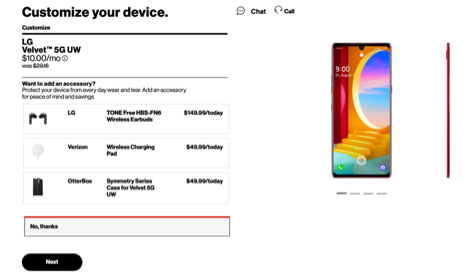 Customize your device.
Chat
Call
Customize
LG
Velvet™ 5G UW
$10.00/mo
was $29.16
Want to add an accessory?
Protect your device from every day wear and tear. Add an accessory
for peace of mind and savings.
LG
TONE Free HBS-FN6
Wireless Earbuds
$149.99/today
Verizon
Wireless Charging
Pad
$49.99/today
OtterBox
Symmetry Series
Case for Velvet 5G
UW
$49.99/today
No, thanks
Next
9:00